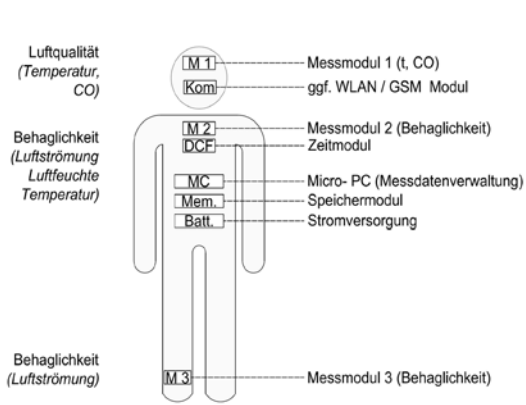 Luftqualität
(Temperatur,
CO)
M 1
Messmodul 1 (t, CO)
Kom
ggf. WLAN / GSM Modul
Behaglichkeit
(Luftströmung
Luftfeuchte
Temperatur)
M 2
Messmodul 2 (Behaglichkeit)
DCF
Zeitmodul
MC
Micro- PC (Messdatenverwaltung)
Mem.
Speichermodul
Batt.
Stromversorgung
Behaglichkeit
(Luftströmung)
M 3
Messmodul 3 (Behaglichkeit)